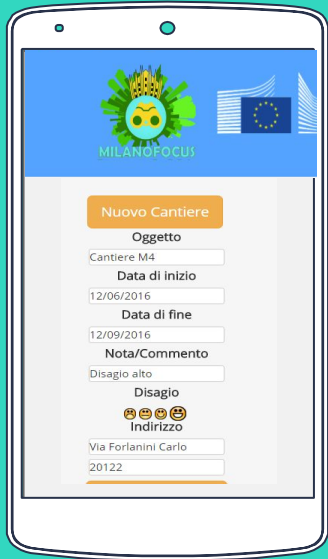 MILANOFOCUS
Nuovo Cantiere
Oggetto
Cantiere M4
Data di inizio
12/06/2016
Data di fine
12/09/2016
Nota/Commento
Disagio alto
Disagio
Indirizzo
Via Forlanini Carlo
20122